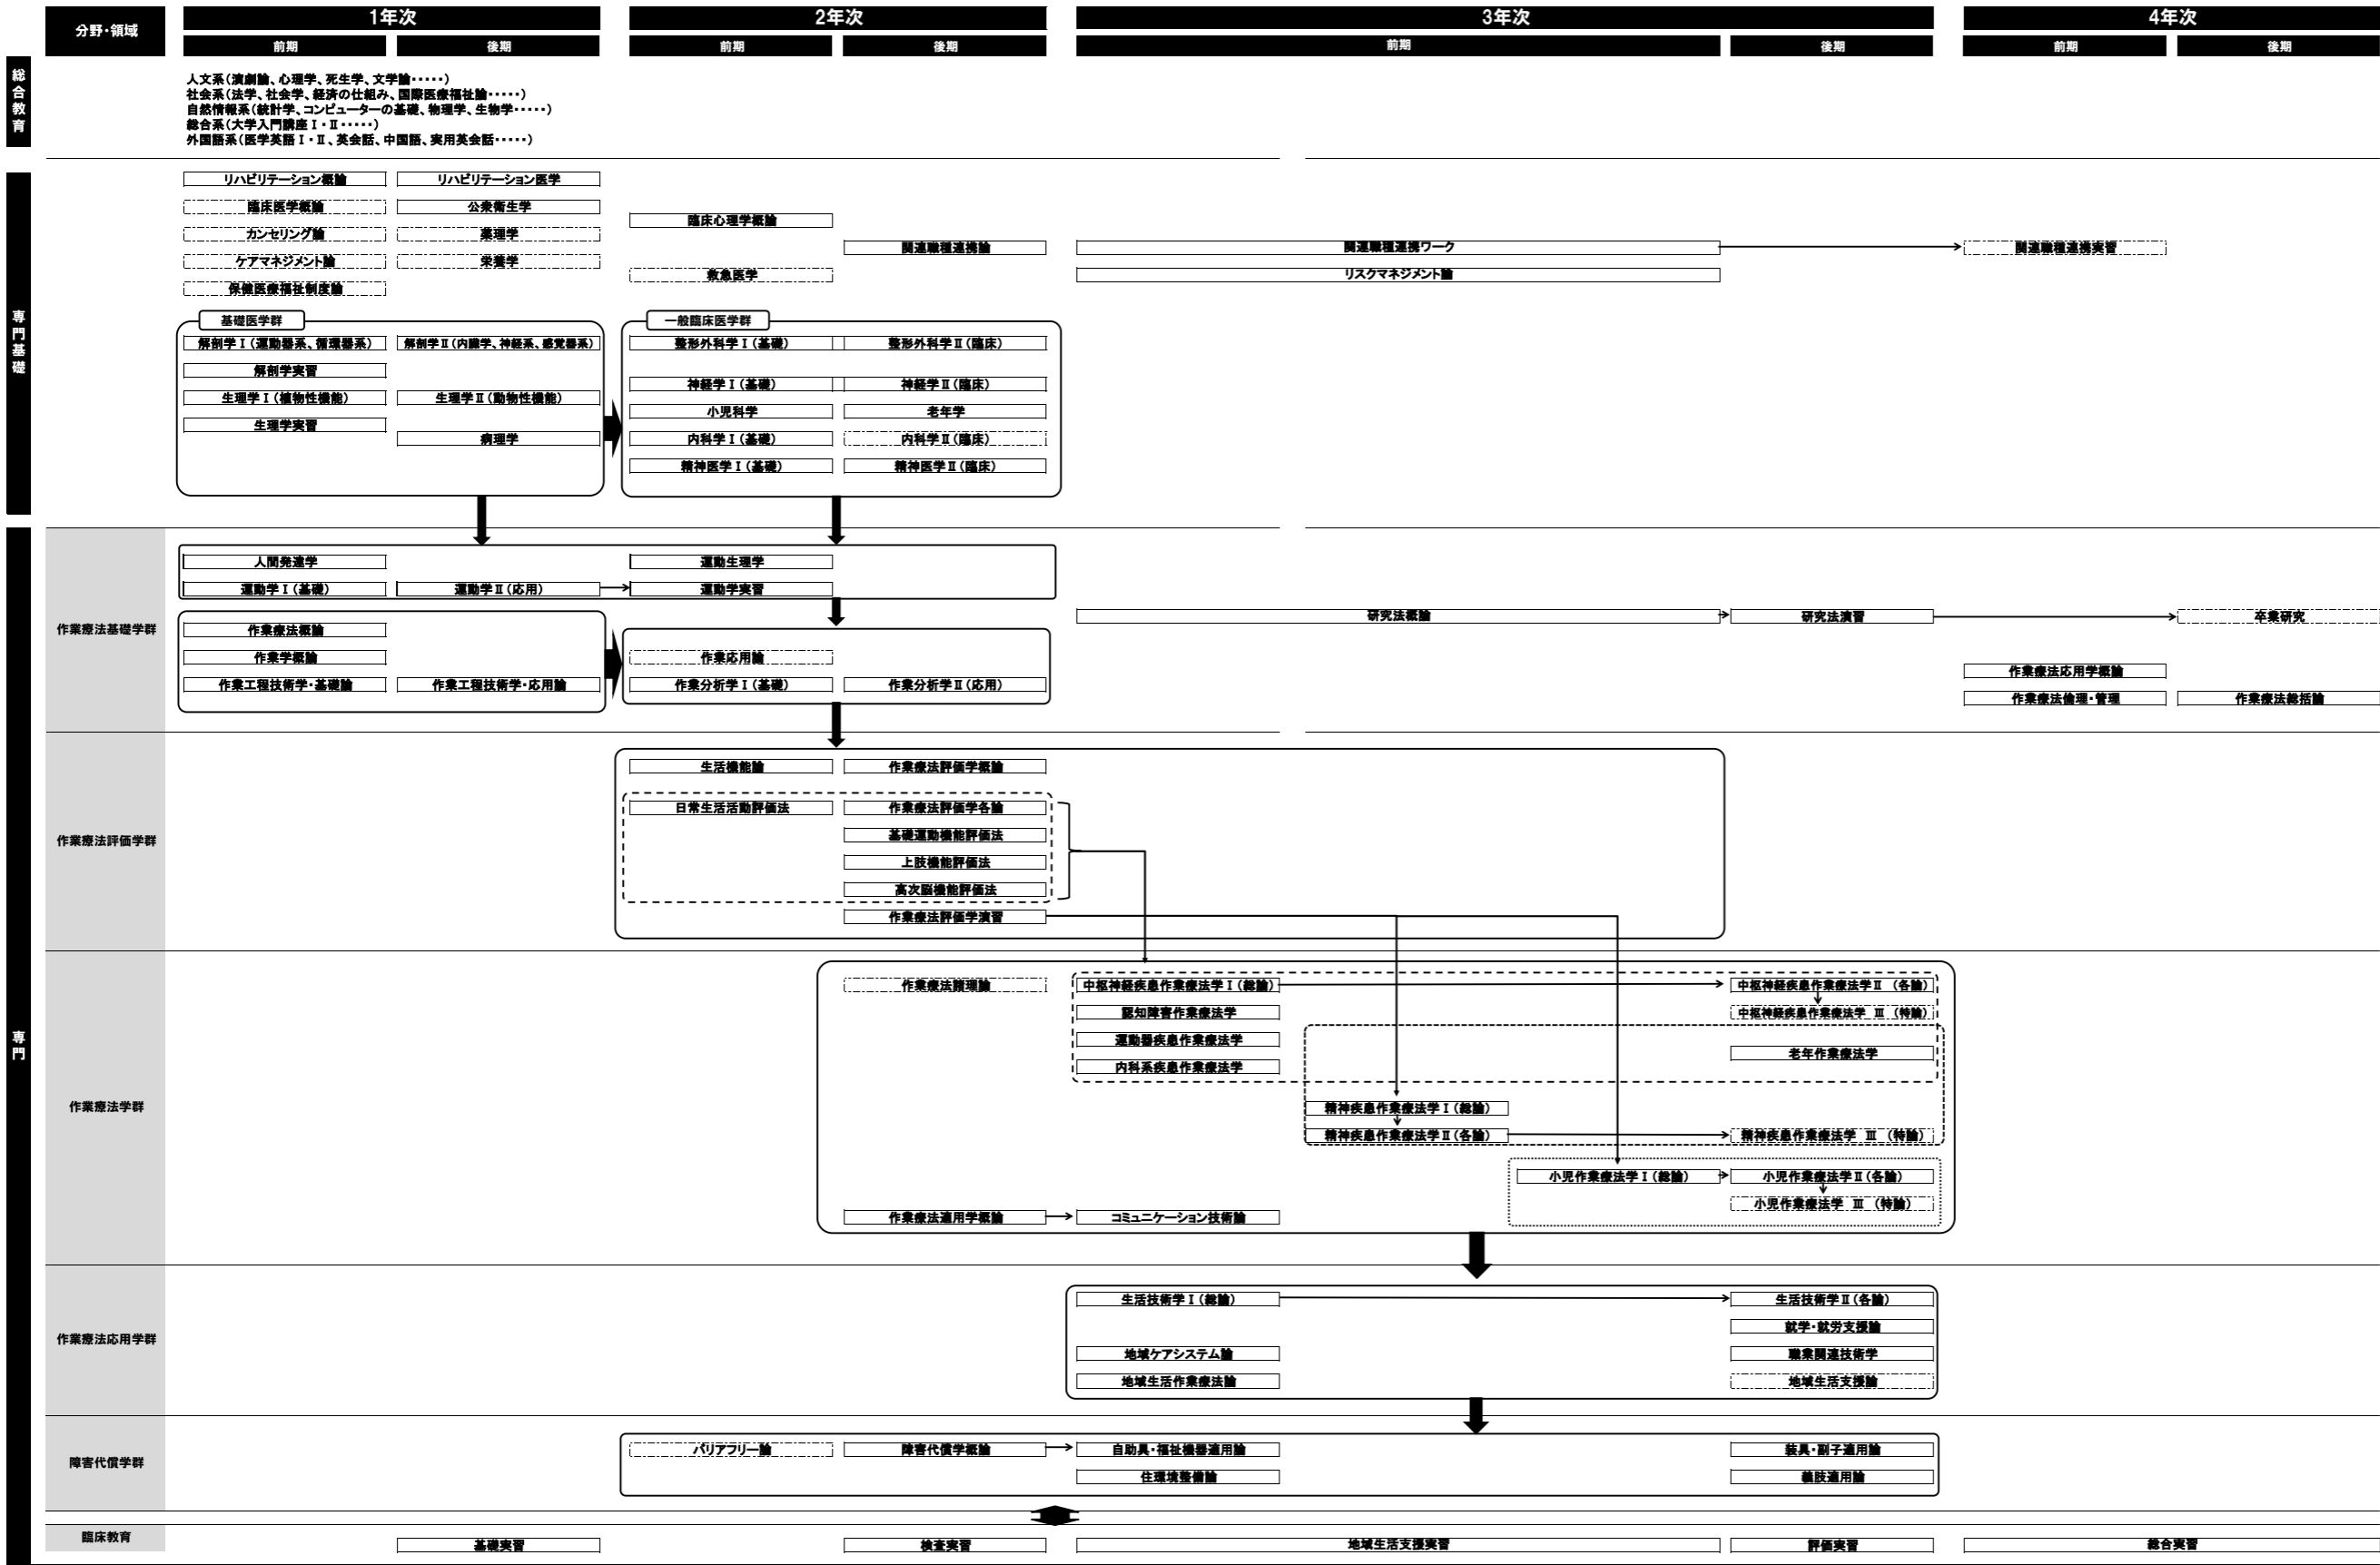 分野・領域
1年次
2年次
3年次
4年次
前期
後期
前期
後期
前期
後期
前期
後期
総合教育
人文系（演劇論、心理学、死生学、文学論・・・・・）
社会系（法学、社会学、経済の仕組み、国際医療福祉論・・・・・）
自然情報系（統計学、コンピューターの基礎、物理学、生物学・・・・・）
総合系（大学入門講座Ⅰ・Ⅱ・・・・・）
外国語系（医学英語Ⅰ・Ⅱ、英会話、中国語、実用英会話・・・・・）
専門基礎
リハビリテーション概論
リハビリテーション医学
臨床医学概論
公衆衛生学
臨床心理学概論
カンセリング論
薬理学
関連職種連携論
関連職種連携ワーク
関連職種連携実習
ケアマネジメント論
栄養学
救急医学
リスクマネジメント論
保健医療福祉制度論
基礎医学群
一般臨床医学群
解剖学Ⅰ（運動器系、循環器系）
解剖学Ⅱ（内臓学、神経系、感覚器系）
整形外科学Ⅰ（基礎）
整形外科学Ⅱ（臨床）
解剖学実習
神経学Ⅰ（基礎）
神経学Ⅱ（臨床）
生理学Ⅰ（植物性機能）
生理学Ⅱ（動物性機能）
小児科学
老年学
生理学実習
病理学
内科学Ⅰ（基礎）
内科学Ⅱ（臨床）
精神医学Ⅰ（基礎）
精神医学Ⅱ（臨床）
専門
作業療法基礎学群
人間発達学
運動生理学
運動学Ⅰ（基礎）
運動学Ⅱ（応用）
運動学実習
研究法概論
研究法演習
卒業研究
作業療法概論
作業学概論
作業応用論
作業療法応用学概論
作業工程技術学・基礎論
作業工程技術学・応用論
作業分析学Ⅰ（基礎）
作業分析学Ⅱ（応用）
作業療法倫理・管理
作業療法総括論
作業療法評価学群
生活機能論
作業療法評価学概論
日常生活活動評価法
作業療法評価学各論
基礎運動機能評価法
上肢機能評価法
高次脳機能評価法
作業療法評価学演習
作業療法学群
作業療法諸理論
中枢神経疾患作業療法学Ⅰ（総論）
中枢神経疾患作業療法学Ⅱ （各論）
認知障害作業療法学
中枢神経疾患作業療法学 Ⅲ （特論）
運動器疾患作業療法学
老年作業療法学
内科系疾患作業療法学
精神疾患作業療法学Ⅰ（総論）
精神疾患作業療法学Ⅱ（各論）
精神疾患作業療法学 Ⅲ （特論）
小児作業療法学Ⅰ（総論）
小児作業療法学Ⅱ（各論）
小児作業療法学 Ⅲ （特論）
作業療法適用学概論
コミュニケーション技術論
作業療法応用学群
生活技術学Ⅰ（総論）
生活技術学Ⅱ（各論）
就学・就労支援論
地域ケアシステム論
職業関連技術学
地域生活作業療法論
地域生活支援論
障害代償学群
バリアフリー論
障害代償学概論
自助具・福祉機器適用論
装具・副子適用論
住環境整備論
義肢適用論
臨床教育
基礎実習
検査実習
地域生活支援実習
評価実習
総合実習